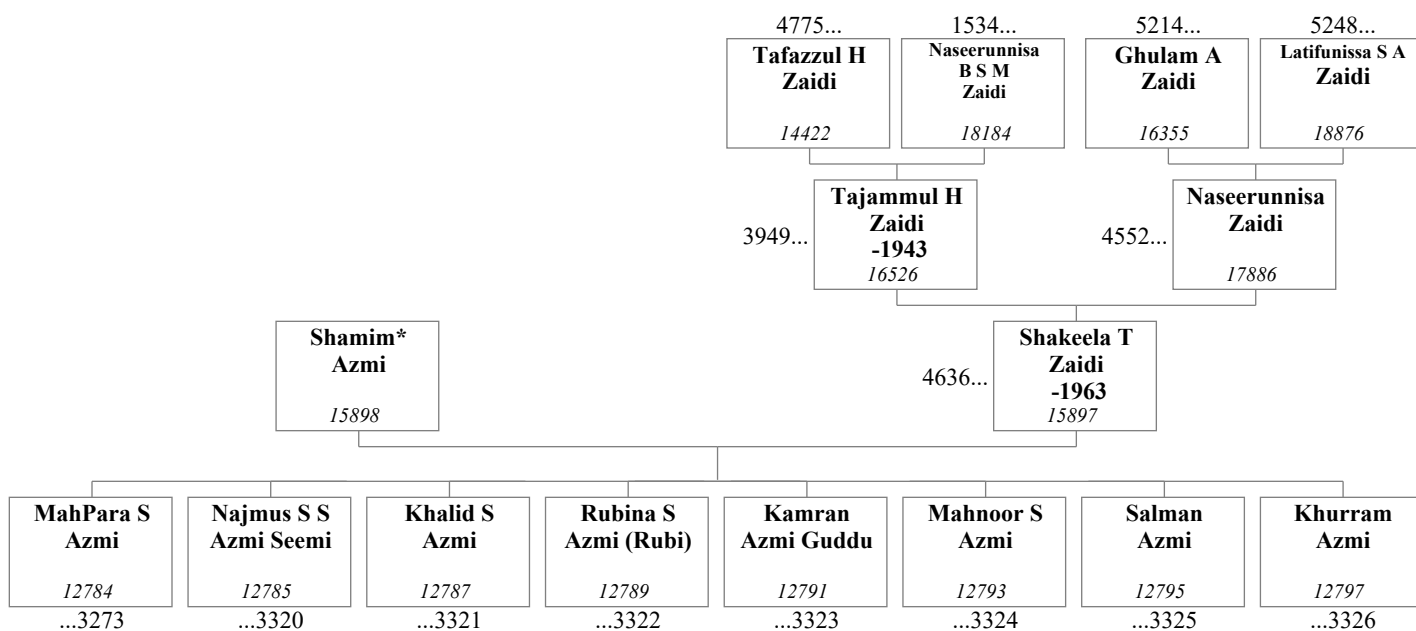 4775... 1534... 5214... 5248...
Tafazzul H
Zaidi
14422
Naseerunnisa
B S M
Zaidi
18184
Ghulam A
Zaidi
16355
Latifunissa S A
Zaidi
18876
3949...
Tajammul H
Zaidi
-1943
16526
4552...
Naseerunnisa
Zaidi
17886
Shamim*
Azmi
15898
4636...
Shakeela T
Zaidi
-1963
15897
MahPara S
Azmi
12784
...3273
Najmus S S
Azmi Seemi
12785
...3320
Khalid S
Azmi
12787
...3321
Rubina S
Azmi (Rubi)
12789
...3322
Kamran
Azmi Guddu
12791
...3323
Mahnoor S
Azmi
12793
...3324
Salman
Azmi
12795
...3325
Khurram
Azmi
12797
...3326